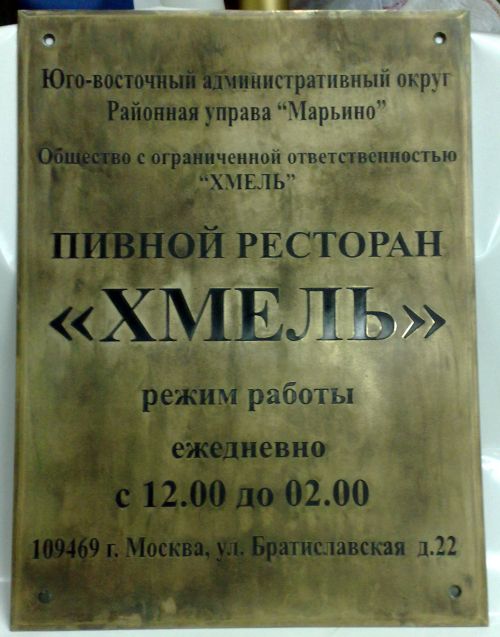 Юго-восточный административный округ
Районная управа “Марьино”
Общество с ограниченной ответственностью
“ХМЕЛЬ”
ПИВНОЙ РЕСТОРАН
«ХМЕЛЬ»
режим работы
ежедневно
с 12.00 до 02.00
109469 г. Москва, ул. Братиславская д.22